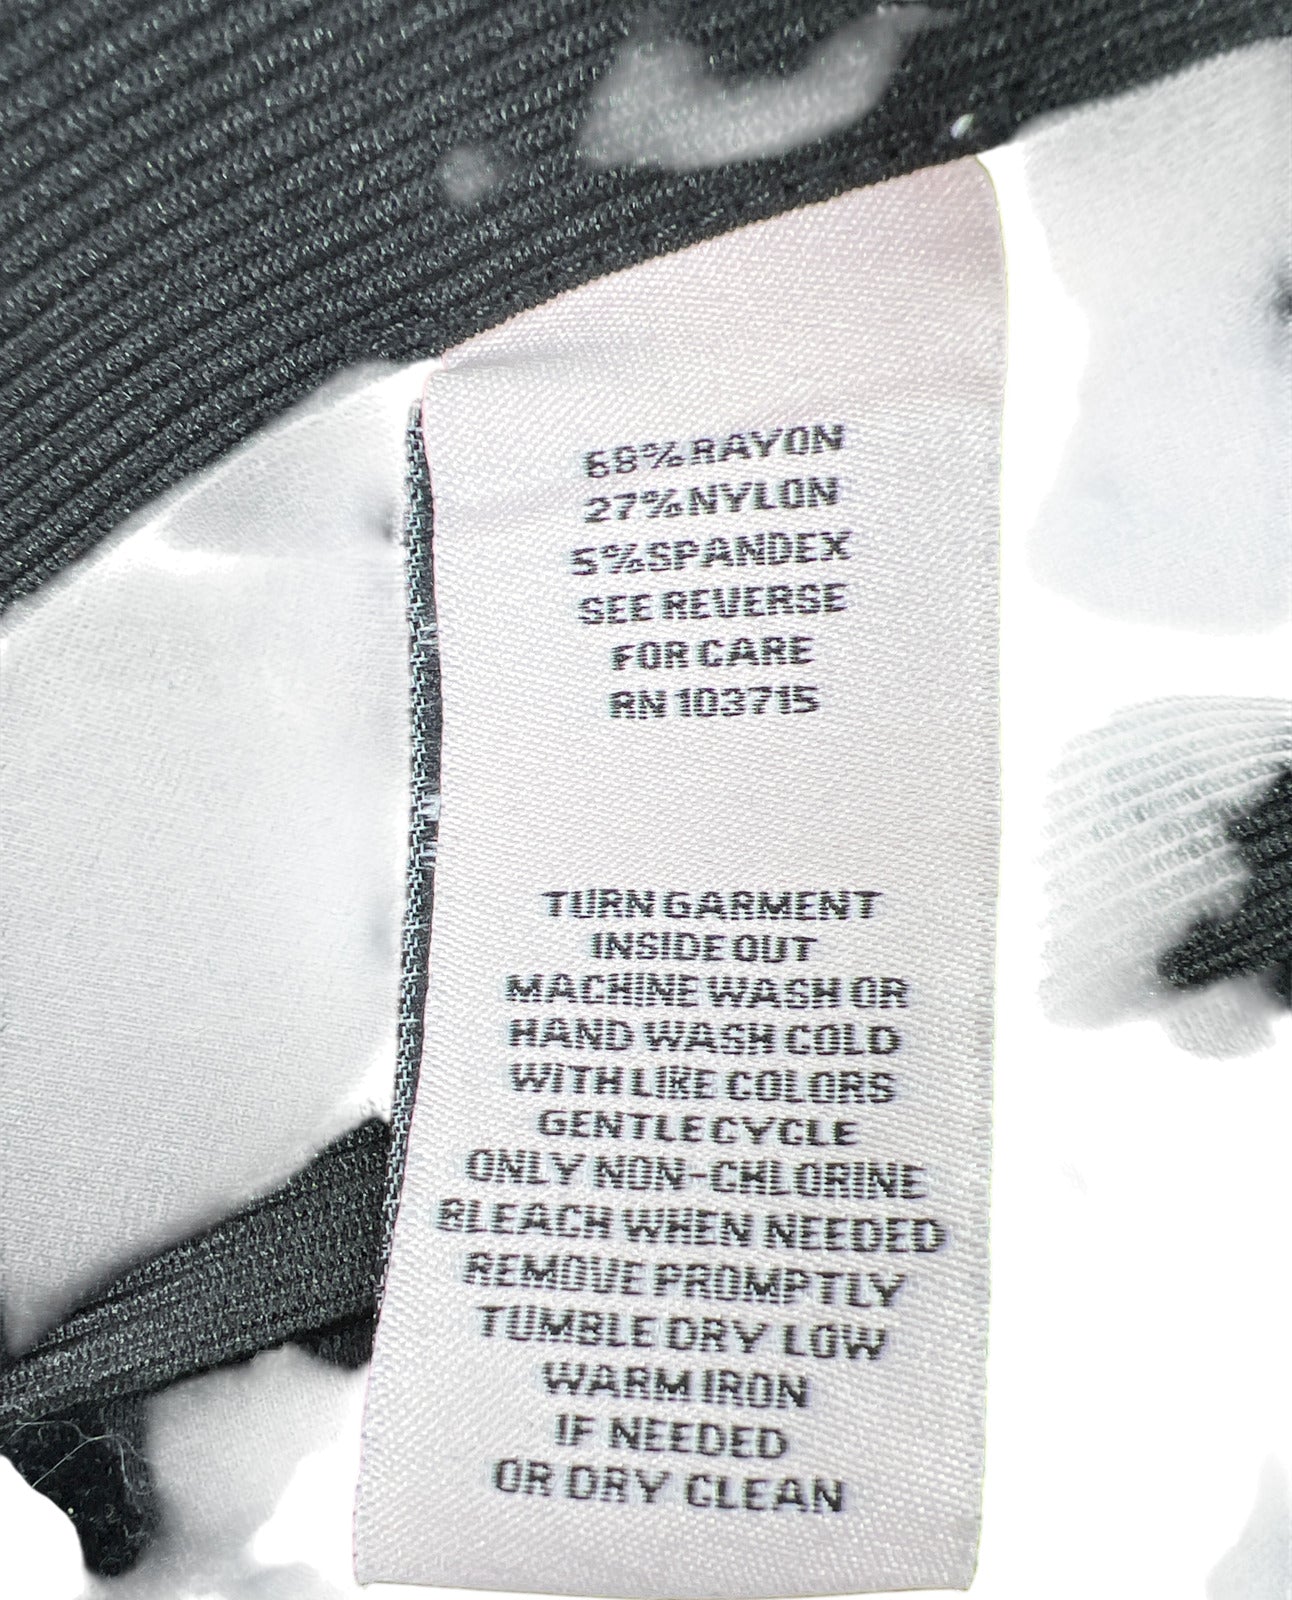 68% RAYON
27% NYLON
5% SPANDEX
SEE REVERSE
FOR CARE
RN 103715
TURN GARMENT
INSIDE OUT
MACHINE WASH OR
HAND WASH COLD
WITH LIKE COLORS
GENTLE CYCLE
ONLY NON-CHLORINE
BLEACH WHEN NEEDED
REMOVE PROMPTLY
TUMBLE DRY LOW
WARM IRON
IF NEEDED
OR DRY CLEAN